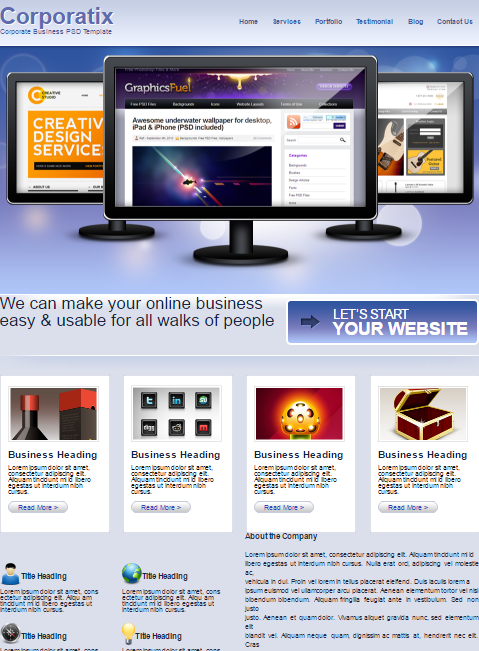 Corporatix
Corporate Business PSD Template
Home Services Portfolio Testimonial Blog Contact Us
CREATIVE
STUDIO
CREATIVE
DESIGN
SERVICES
ABOUT US
GraphicsFuel
Free PSD Files Backgrounds Icons Website Layouts Terms of Use Collections
Awesome underwater wallpaper for desktop,
iPad & iPhone (PSD included)
Search
Categories
Backgrounds
Brushes
Design Articles
Fonts
Free PSD Files
Icons
We can make your online business
easy & usable for all walks of people
LET'S START
YOUR WEBSITE
Business Heading
Lorem ipsum dolor sit amet,
consectetur adipiscing elit.
Aliquam tincidunt mi id libero
egestas ut interdum nibh
cursus.
Read More >
Business Heading
Lorem ipsum dolor sit amet,
consectetur adipiscing elit.
Aliquam tincidunt mi id libero
egestas ut interdum nibh
cursus.
Read More >
Business Heading
Lorem ipsum dolor sit amet,
consectetur adipiscing elit.
Aliquam tincidunt mi id libero
egestas ut interdum nibh
cursus.
Read More >
Business Heading
Lorem ipsum dolor sit amet,
consectetur adipiscing elit.
Aliquam tincidunt mi id libero
egestas ut interdum nibh
cursus.
Read More >
Title Heading
Lorem ipsum dolor sit amet, cons
ectetur adipiscing elit. Aliqu am
tincidunt mi id libero egestas ut
interdum nibh cursus.
Title Heading
Lorem ipsum dolor sit amet, cons
ectetur adipiscing elit. Aliqu am
tincidunt mi id libero egestas ut
interdum nibh cursus.
Title Heading
Lorem ipsum dolor sit amet, cons
Title Heading
Lorem ipsum dolor sit amet, cons
About the Company
Lorem ipsum dolor sit amet, consectetur adipiscing elit. Aliquam tincidunt mi id
libero egestas ut interdum nibh cursus. Nulla erat orci, adipiscing vel molestie
ac,
vehicula in dui. Proin vel lorem in tellus placerat eleifend. Duis iaculis lorem a
ipsum euismod vel ullamcorper arcu placerat. Aenean elementum tortor vel nisi
bibendum bibendum. Aliquam fringilla feugiat ante in vestibulum. Sed non
justo
justo. Aenean et quam dolor. Vivamus aliquet gravida nunc, sed elementum
elit
blandit vel. Aliquam neque quam, dignissim ac mattis at, hendrerit nec elit.
Cras